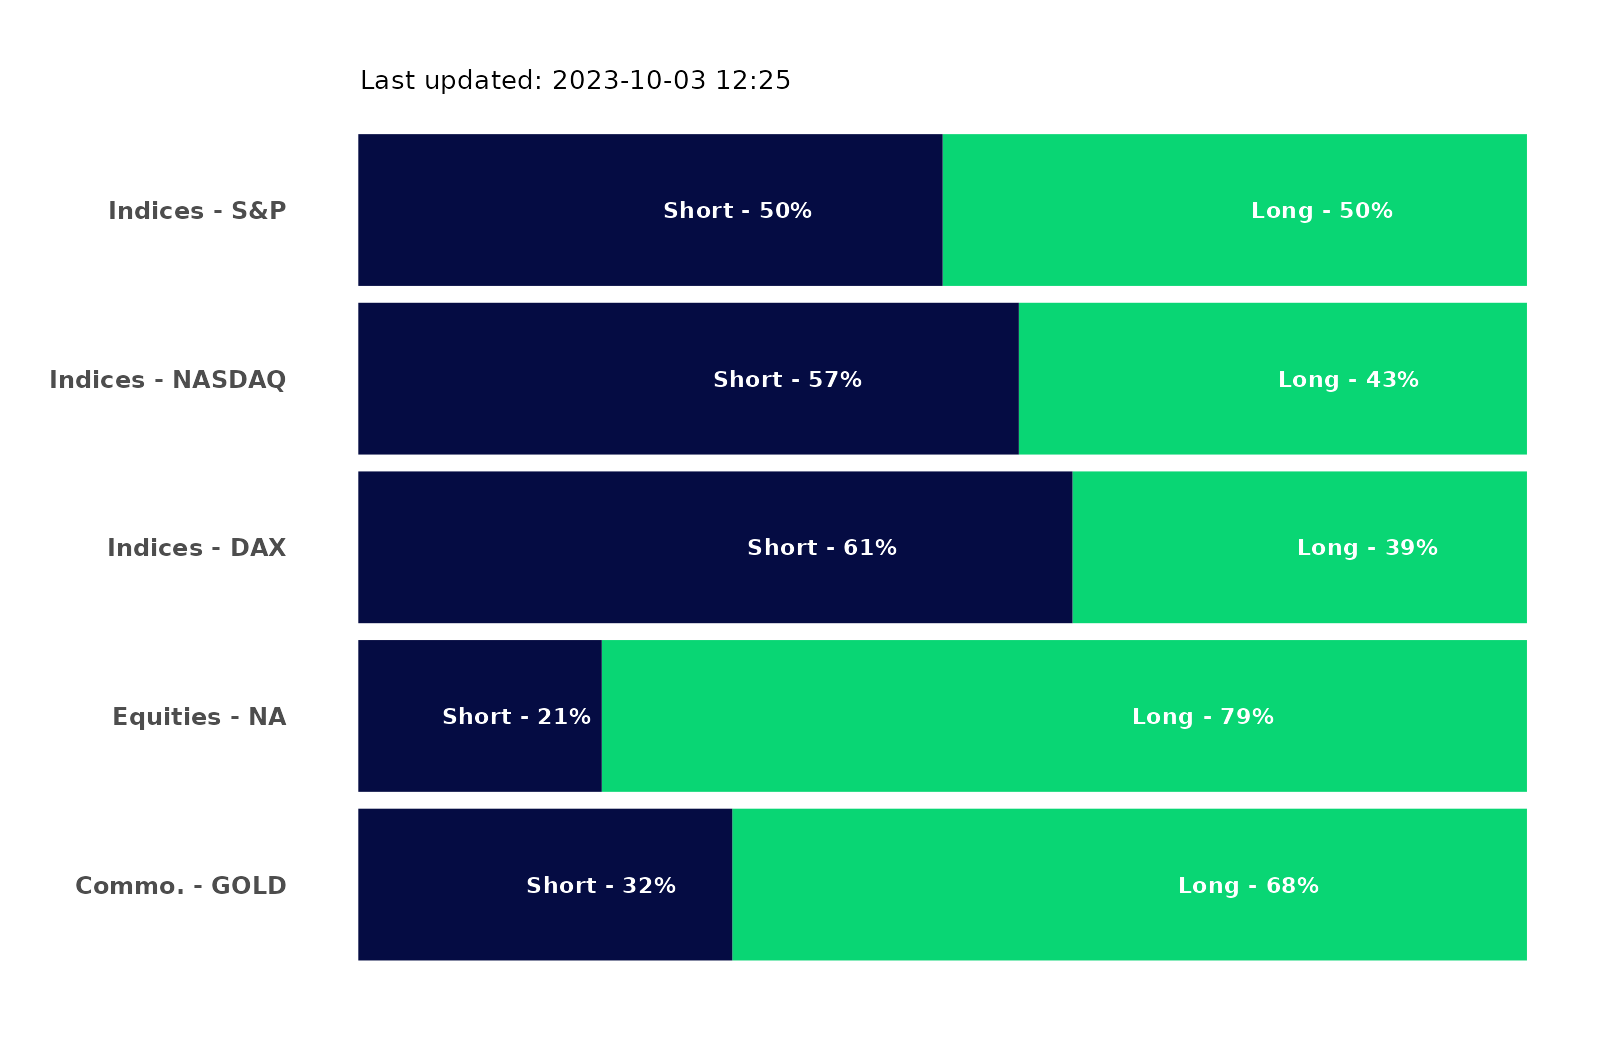 Last updated: 2023-10-03 12:25
Indices - S&P Short - 50% Long - 50%
Indices - NASDAQ Short - 57% Long - 43%
Indices - DAX Short - 61% Long - 39%
Equities - NA Short - 21% Long - 79%
Commo. - GOLD Short - 32% Long - 68%